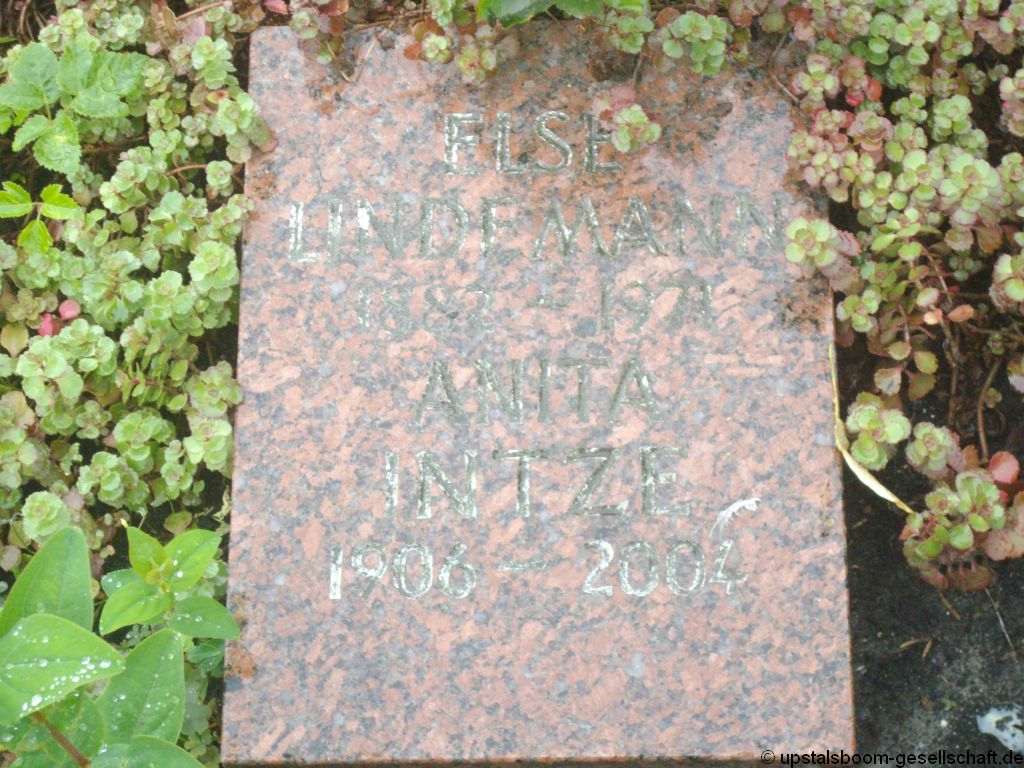 ELSE
LINDEMANN
1882 - 1971
ANITA
INTZE
1906 - 2004
© upstalsboom-gesellschaft.de